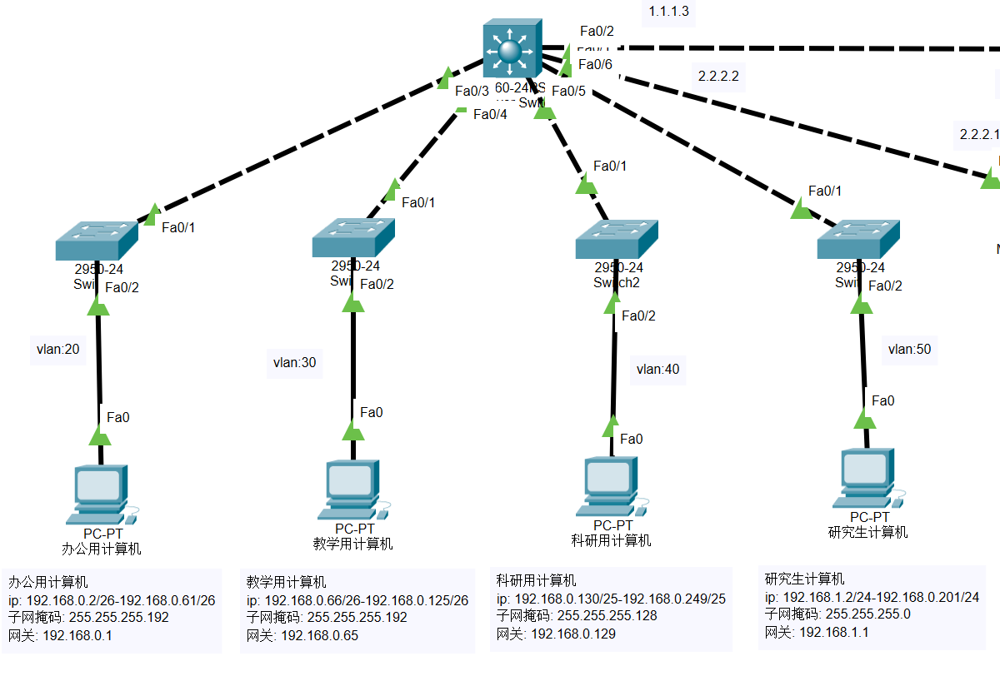 1.1.1.3
Fa0/2
Fa0/6
2.2.2.2
Fa0/3
Fa0/5
Fa0/4
2.2.2.1
Fa0/1
Fa0/1
Fa0/1
Fa0/1
2950-24
Fa0/2
2950-24
Fa0/2
2950-24
Switch2
Fa0/2
2950-24
Fa0/2
vlan:20
vlan:30
vlan:40
vlan:50
Fa0
Fa0
Fa0
Fa0
PC-PT
办公用计算机
PC-PT
教学用计算机
PC-PT
科研用计算机
PC-PT
研究生计算机
办公用计算机
ip: 192.168.0.2/26-192.168.0.61/26
子网掩码: 255.255.255.192
网关: 192.168.0.1
教学用计算机
ip: 192.168.0.66/26-192.168.0.125/26
子网掩码: 255.255.255.192
网关: 192.168.0.65
科研用计算机
ip: 192.168.0.130/25-192.168.0.249/25
子网掩码: 255.255.255.128
网关: 192.168.0.129
研究生计算机
ip: 192.168.1.2/24-192.168.0.201/24
子网掩码: 255.255.255.0
网关: 192.168.1.1